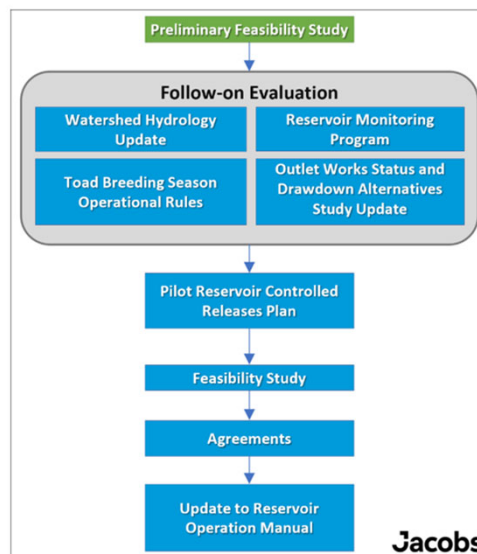 Preliminary Feasibility Study
Follow-on Evaluation
Watershed Hydrology
Update
Reservoir Monitoring
Program
Toad Breeding Season
Operational Rules
Outlet Works Status and
Drawdown Alternatives
Study Update
Pilot Reservoir Controlled
Releases Plan
Feasibility Study
Agreements
Update to Reservoir
Operation Manual
Jacobs